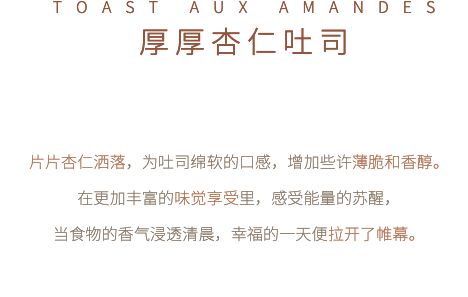 TOAST AUX AMANDES
厚厚杏仁吐司
片片杏仁洒落，为吐司绵软的口感，增加些许薄脆和香醇。
在更加丰富的味觉享受里，感受能量的苏醒，
当食物的香气浸透清晨，幸福的一天便拉开了帷幕。